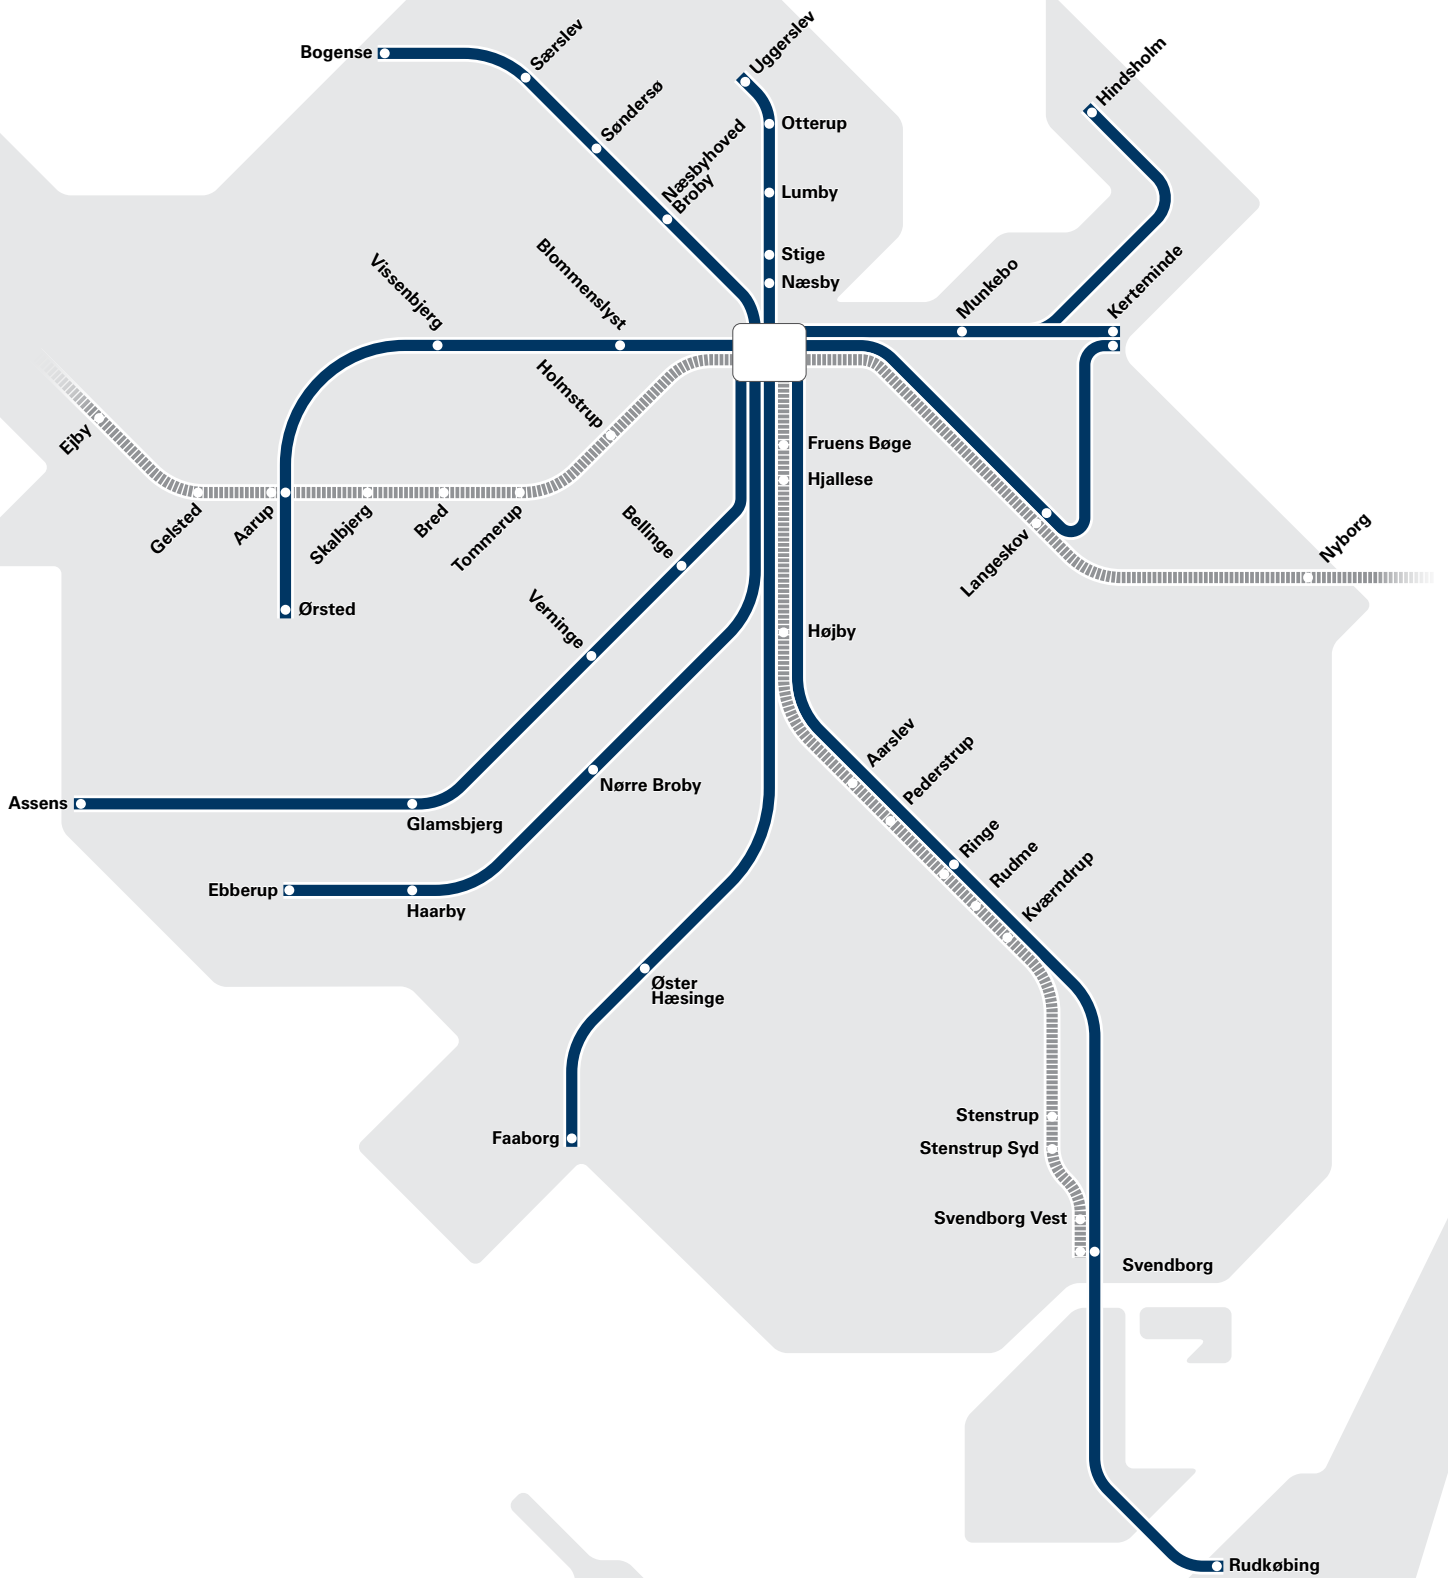 Bogense
Særslev
Søndersø
Næsbyhoved
Broby
Uggerslev
Otterup
Lumby
Stige
Næsby
Hindsholm
Munkebo
Kerteminde
Vissenbjerg
Blommenslyst
Holmstrup
Ejby
Gelsted
Aarup
Skalbjerg
Bred
Tommerup
Ørsted
Fruens Bøge
Hjallese
Langeskov
Nyborg
Bellinge
Verninge
Højby
Aarslev
Pederstrup
Nørre Broby
Assens
Glamsbjerg
Ringe
Rudme
Kværndrup
Ebberup
Haarby
Øster
Hæsinge
Faaborg
Stenstrup
Stenstrup Syd
Svendborg Vest
Svendborg
Rudkøbing